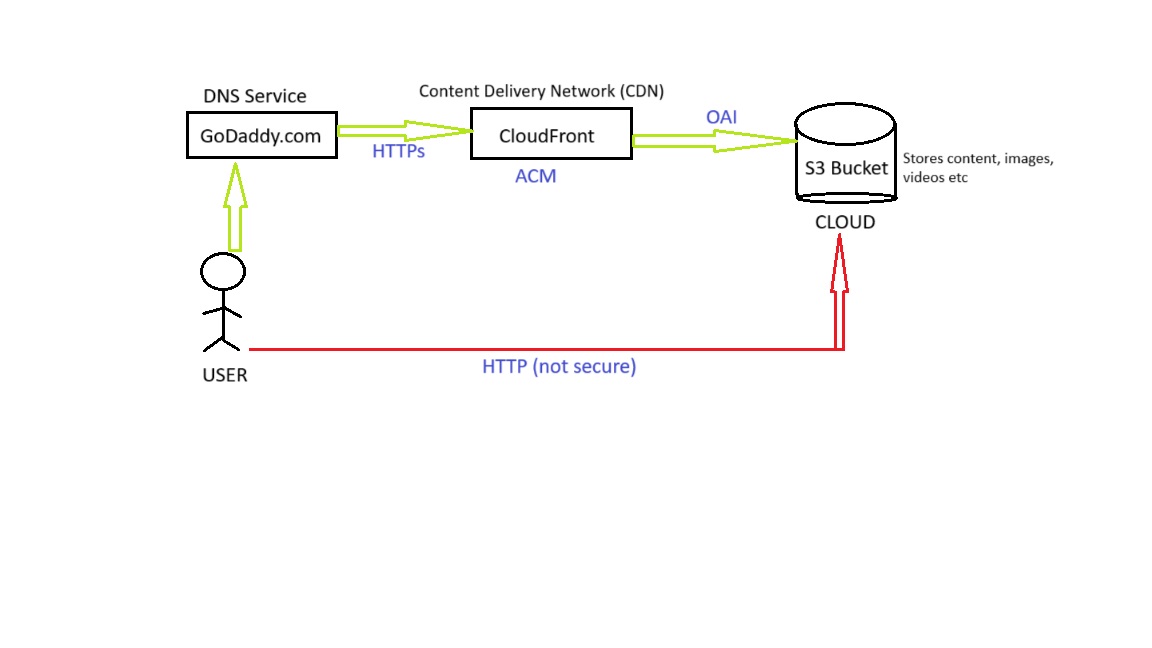 DNS Service
GoDaddy.com
HTTPs
Content Delivery Network (CDN)
CloudFront
ACM
OAI
S3 Bucket
Stores content, images,
videos etc
CLOUD
USER
HTTP (not secure)